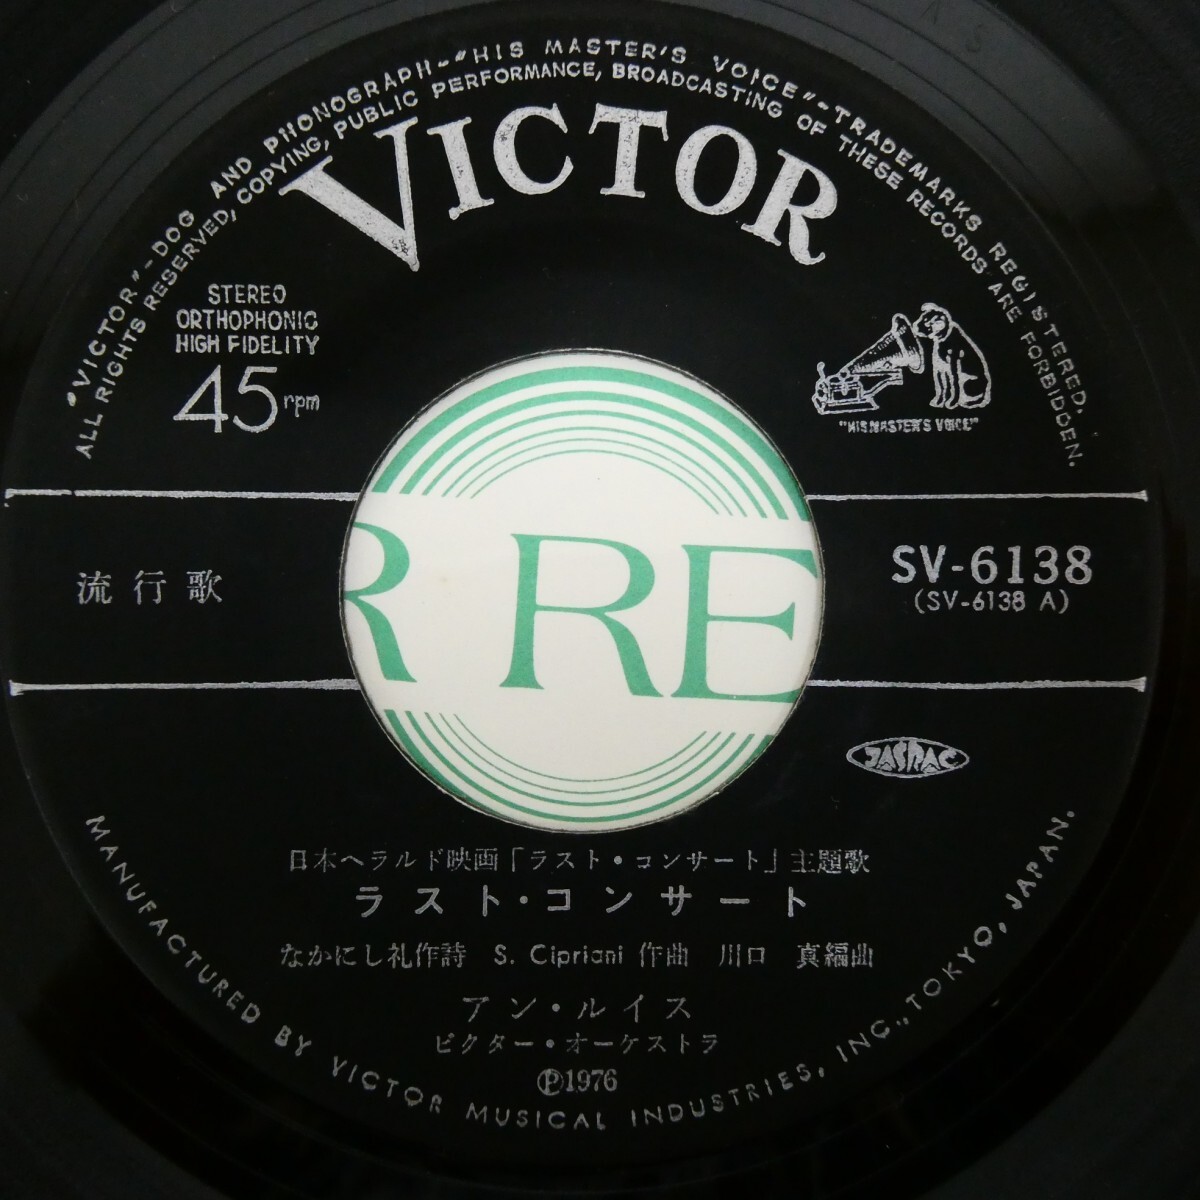 "VICTOR"-DOG AND PHONOGRAPH-"HIS MASTER'S VOICE"-TRADEMARKS REGISTERED.
ALL RIGHTS RESERVED, COPYING, PUBLIC PERFORMANCE, BROADCASTING OF THESE RECORDS ARE FORBIDDEN.
VICTOR
STEREO
ORTHOPHONIC
HIGH FIDELITY
45 rpm
"HIS MASTER'S VOICE"
流行歌
R RE
SV-6138
(SV-6138 A)
JASRAC
日本ヘラルド映画「ラスト・コンサート」主題歌
ラスト・コンサート
なかにし礼作詩 S. Cipriani 作曲 川口 真編曲
アン・ルイス
ビクター・オーケストラ
Ⓟ1976
MANUFACTURED BY VICTOR MUSICAL INDUSTRIES, INC., TOKYO, JAPAN.